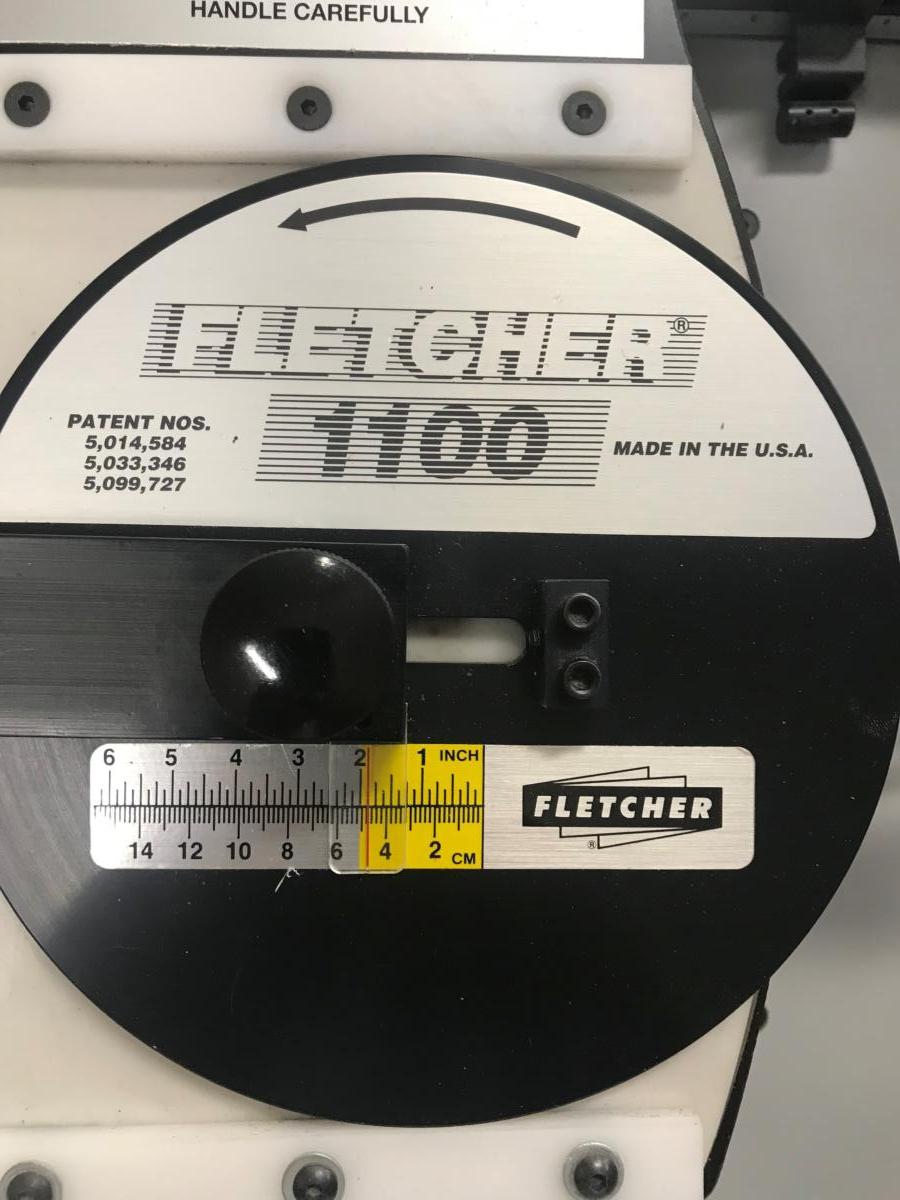 HANDLE CAREFULLY
FLETCHER®
1100
PATENT NOS.
5,014,584
5,033,346
5,099,727
MADE IN THE U.S.A.
6 5 4 3 2 1 INCH
14 12 10 8 6 4 2 CM
FLETCHER
®